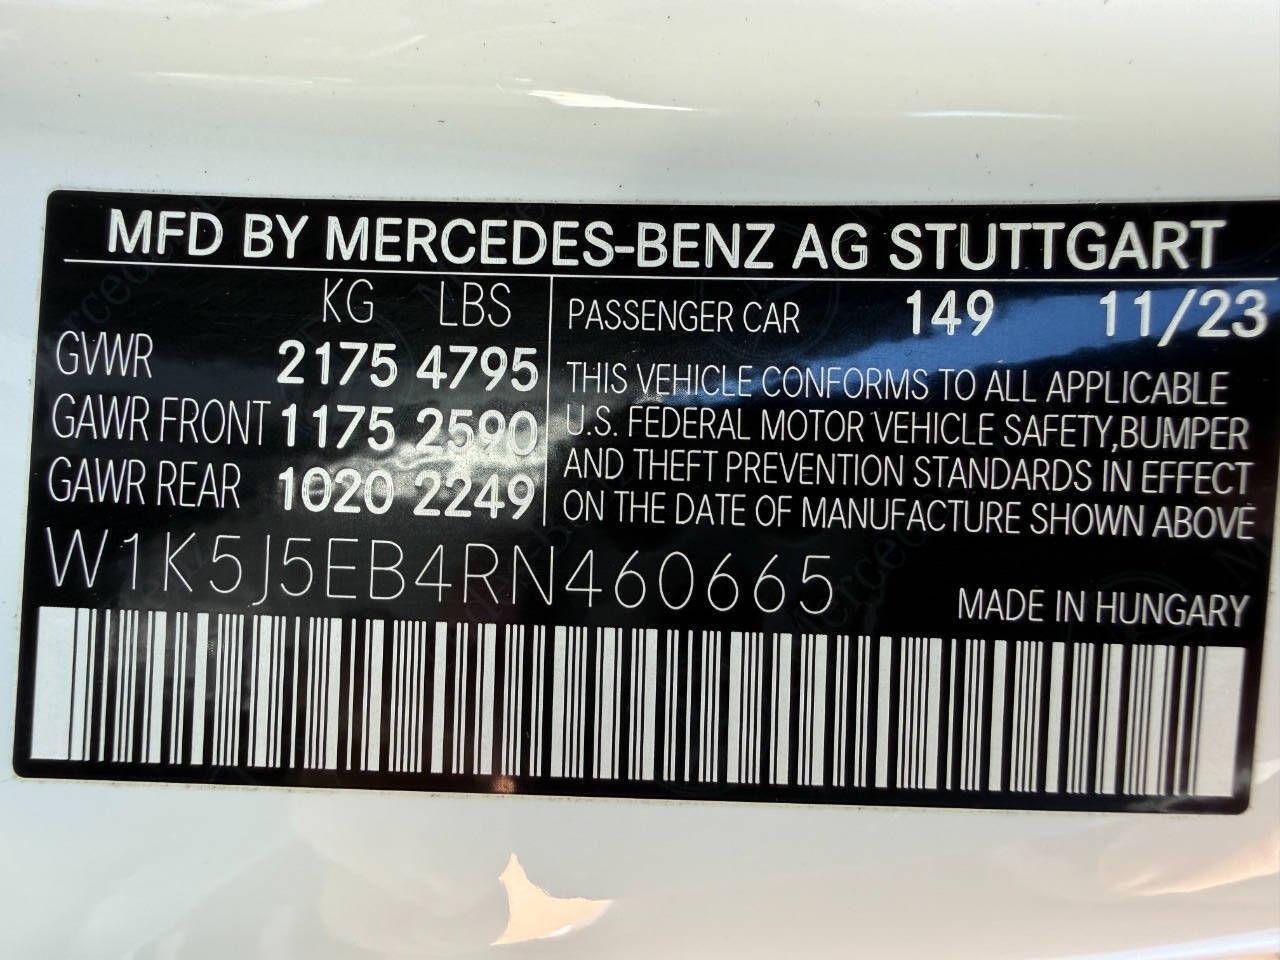 MFD BY MERCEDES-BENZ AG STUTTGART
KG LBS
GVWR 2175 4795
GAWR FRONT 1175 2590
GAWR REAR 1020 2249
PASSENGER CAR 149 11/23
THIS VEHICLE CONFORMS TO ALL APPLICABLE
U.S. FEDERAL MOTOR VEHICLE SAFETY,BUMPER
AND THEFT PREVENTION STANDARDS IN EFFECT
ON THE DATE OF MANUFACTURE SHOWN ABOVE
W1K5J5EB4RN460665
MADE IN HUNGARY